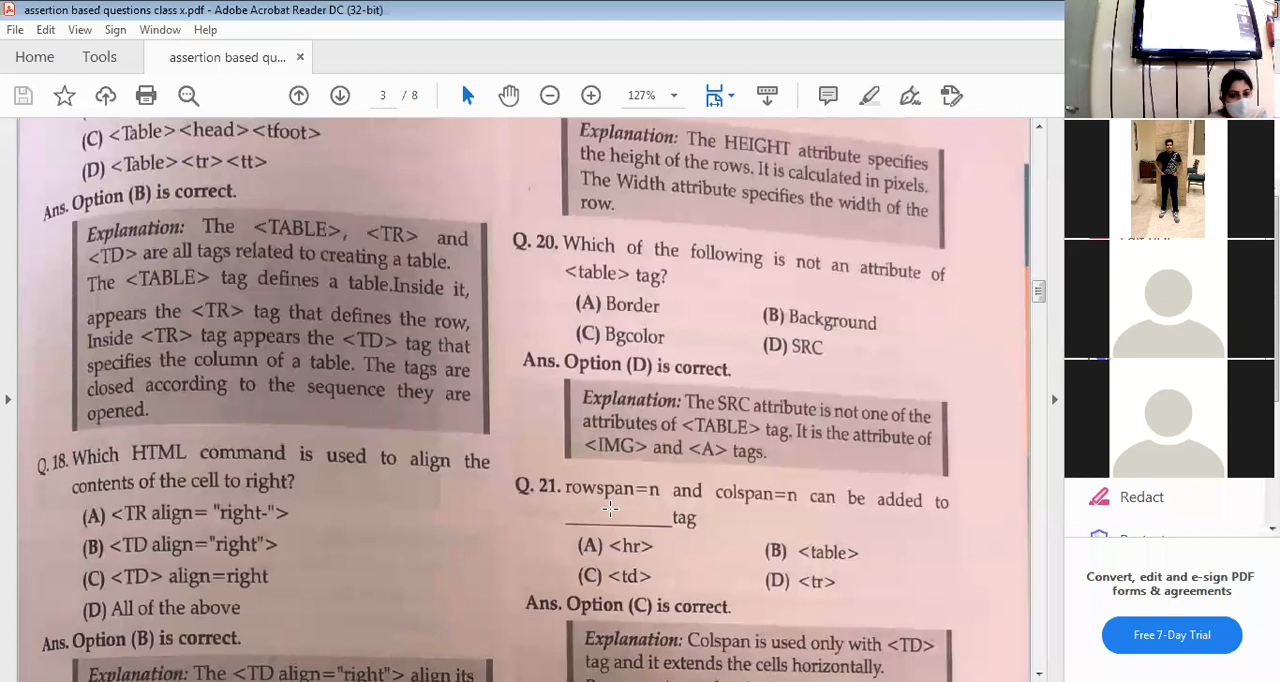 assertion based questions class x.pdf - Adobe Acrobat Reader DC (32-bit)
File Edit View Sign Window Help
Home Tools assertion based qu... ×
3 / 8 127%
(C) <Table><head><tfoot>
(D) <Table><tr><tt>
Ans. Option (B) is correct.
Explanation: The <TABLE>, <TR> and
<TD> are all tags related to creating a table.
The <TABLE> tag defines a table.Inside it,
appears the <TR> tag that defines the row,
Inside <TR> tag appears the <TD> tag that
specifies the column of a table. The tags are
closed according to the sequence they are
opened.
Q. 18. Which HTML command is used to align the
contents of the cell to right?
(A) <TR align= "right-">
(B) <TD align="right">
(C) <TD> align=right
(D) All of the above
Ans. Option (B) is correct.
Explanation: The <TD align="right"> align its
Explanation: The HEIGHT attribute specifies
the height of the rows. It is calculated in pixels.
The Width attribute specifies the width of the
row.
Q. 20. Which of the following is not an attribute of
<table> tag?
(A) Border (B) Background
(C) Bgcolor (D) SRC
Ans. Option (D) is correct.
Explanation: The SRC attribute is not one of the
attributes of <TABLE> tag. It is the attribute of
<IMG> and <A> tags.
Q. 21. rowspan=n and colspan=n can be added to
____________tag
(A) <hr> (B) <table>
(C) <td> (D) <tr>
Ans. Option (C) is correct.
Explanation: Colspan is used only with <TD>
tag and it extends the cells horizontally.
Redact
Convert, edit and e-sign PDF
forms & agreements
Free 7-Day Trial